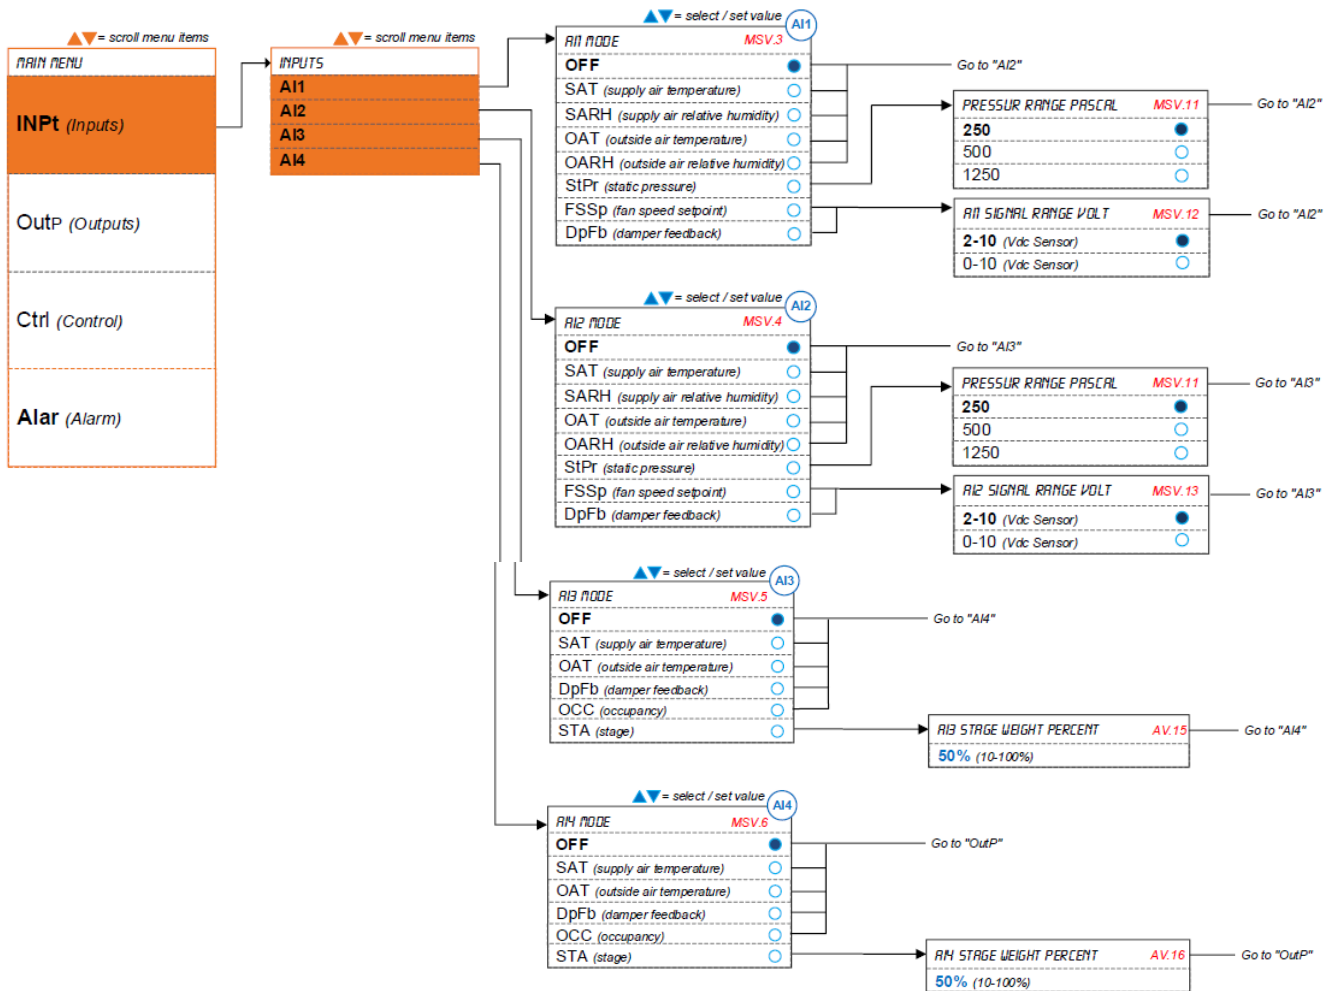 ▲▼= scroll menu items
MAIN MENU
INPt (Inputs)
OutP (Outputs)
Ctrl (Control)
Alar (Alarm)
▲▼= scroll menu items
INPUTS
AI1
AI2
AI3
AI4
▲▼= select / set value
AI1
AI1 MODE MSV.3
OFF
SAT (supply air temperature)
SARH (supply air relative humidity)
OAT (outside air temperature)
OARH (outside air relative humidity)
StPr (static pressure)
FSSp (fan speed setpoint)
DpFb (damper feedback)
Go to "AI2"
PRESSUR RANGE PASCAL MSV.11
250
500
1250
Go to "AI2"
AI1 SIGNAL RANGE VOLT MSV.12
2-10 (Vdc Sensor)
0-10 (Vdc Sensor)
Go to "AI2"
▲▼= select / set value
AI2
AI2 MODE MSV.4
OFF
SAT (supply air temperature)
SARH (supply air relative humidity)
OAT (outside air temperature)
OARH (outside air relative humidity)
StPr (static pressure)
FSSp (fan speed setpoint)
DpFb (damper feedback)
Go to "AI3"
PRESSUR RANGE PASCAL MSV.11
250
500
1250
Go to "AI3"
AI2 SIGNAL RANGE VOLT MSV.13
2-10 (Vdc Sensor)
0-10 (Vdc Sensor)
Go to "AI3"
▲▼= select / set value
AI3
AI3 MODE MSV.5
OFF
SAT (supply air temperature)
OAT (outside air temperature)
DpFb (damper feedback)
OCC (occupancy)
STA (stage)
Go to "AI4"
AI3 STAGE WEIGHT PERCENT AV.15
50% (10-100%)
Go to "AI4"
▲▼= select / set value
AI4
AI4 MODE MSV.6
OFF
SAT (supply air temperature)
OAT (outside air temperature)
DpFb (damper feedback)
OCC (occupancy)
STA (stage)
Go to "OutP"
AI4 STAGE WEIGHT PERCENT AV.16
50% (10-100%)
Go to "OutP"